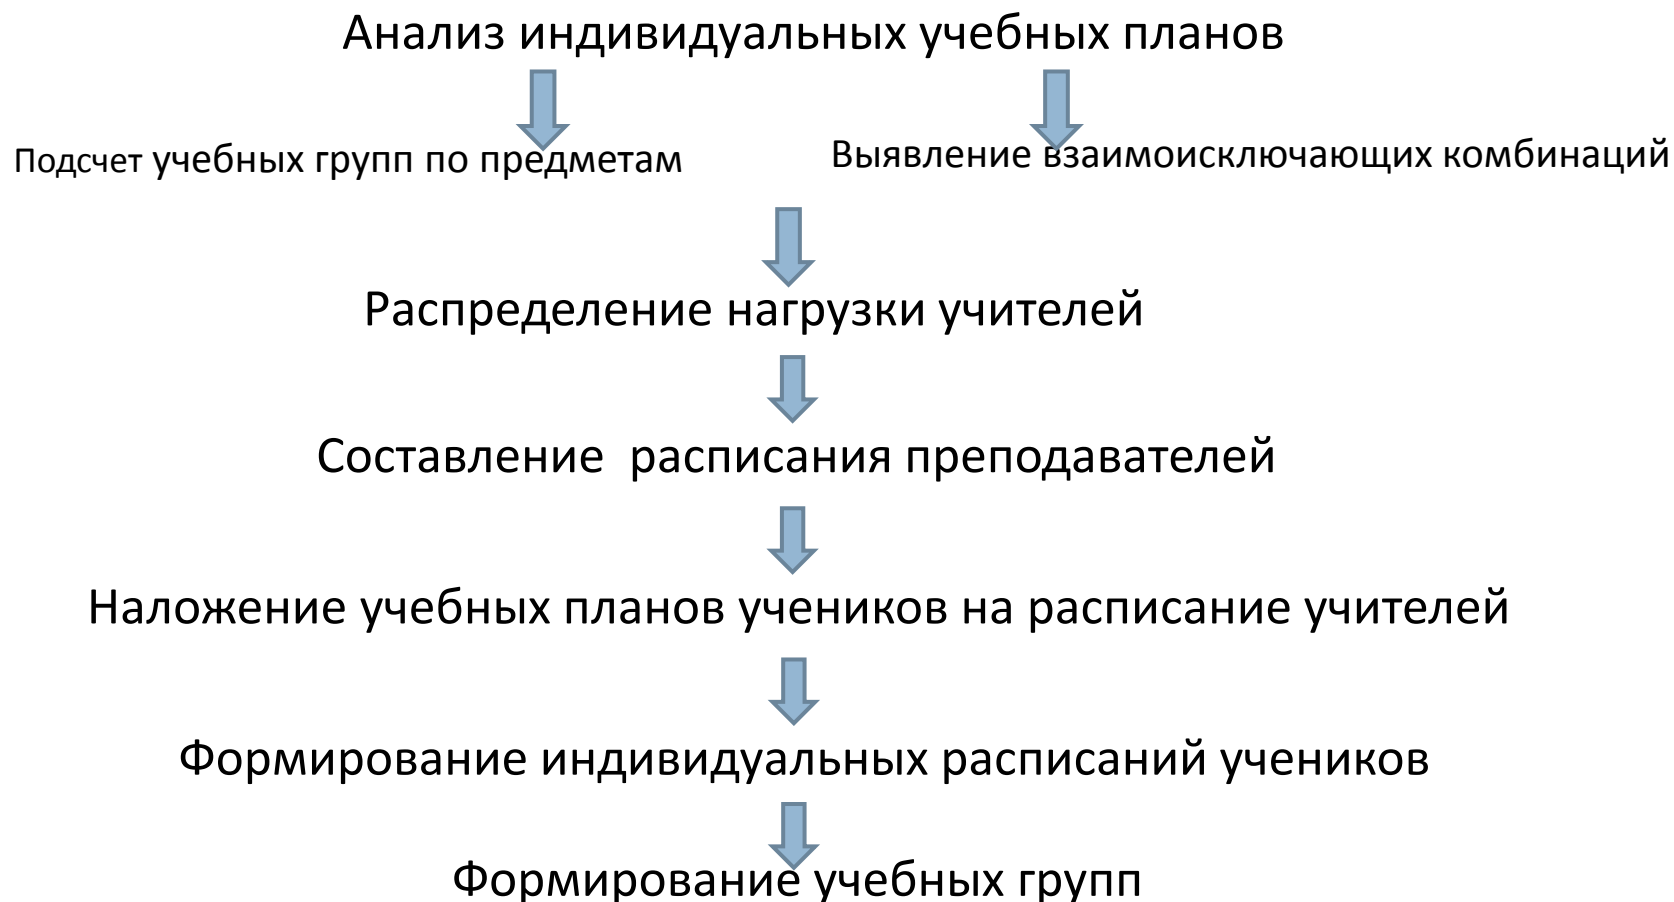 Анализ индивидуальных учебных планов
Подсчет учебных групп по предметам
Выявление взаимоисключающих комбинаций
Распределение нагрузки учителей
Составление расписания преподавателей
Наложение учебных планов учеников на расписание учителей
Формирование индивидуальных расписаний учеников
Формирование учебных групп